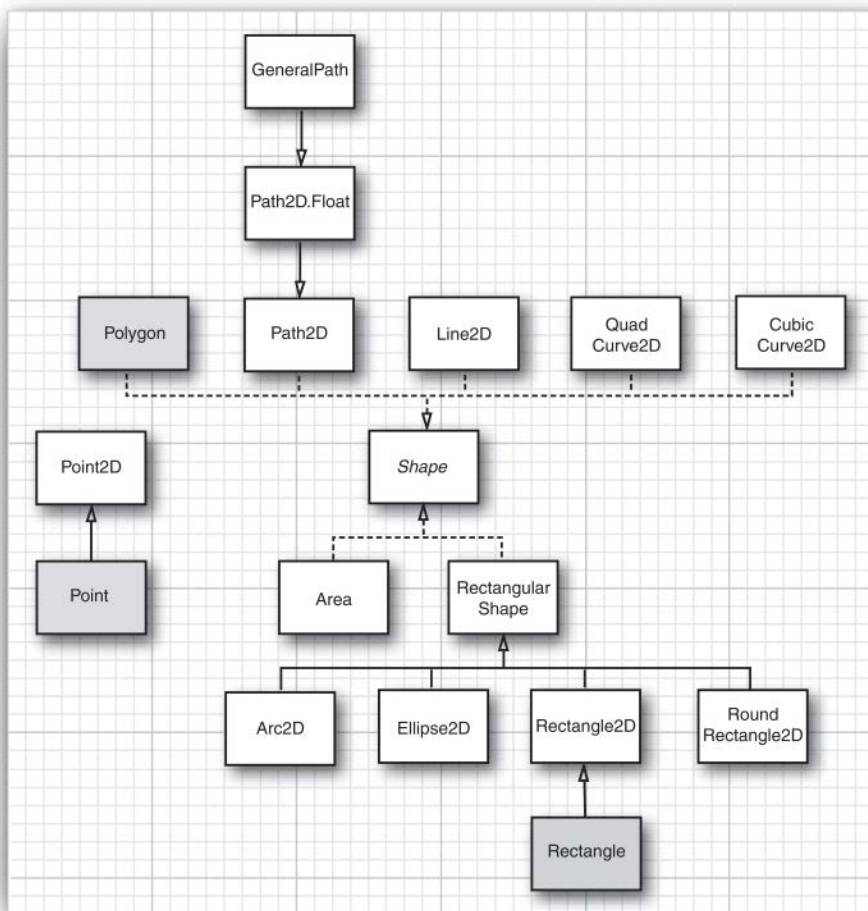 GeneralPath
Path2D.Float
Polygon
Path2D
Line2D
Quad
Curve2D
Cubic
Curve2D
Point2D
Shape
Point
Area
Rectangular
Shape
Arc2D
Ellipse2D
Rectangle2D
Round
Rectangle2D
Rectangle